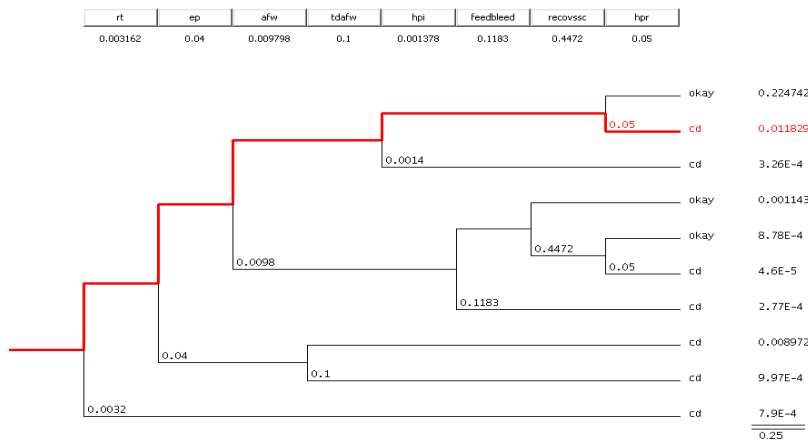 rt ep afw tdafw hpi feedbleed recovssc hpr
0.003162 0.04 0.009798 0.1 0.001378 0.1183 0.4472 0.05
okay 0.224742
0.05 cd 0.011829
0.0014 cd 3.26E-4
okay 0.001143
0.4472 okay 8.78E-4
0.0098 0.05 cd 4.6E-5
0.1183 cd 2.77E-4
cd 0.008972
0.04
0.1 cd 9.97E-4
0.0032 cd 7.9E-4
0.25